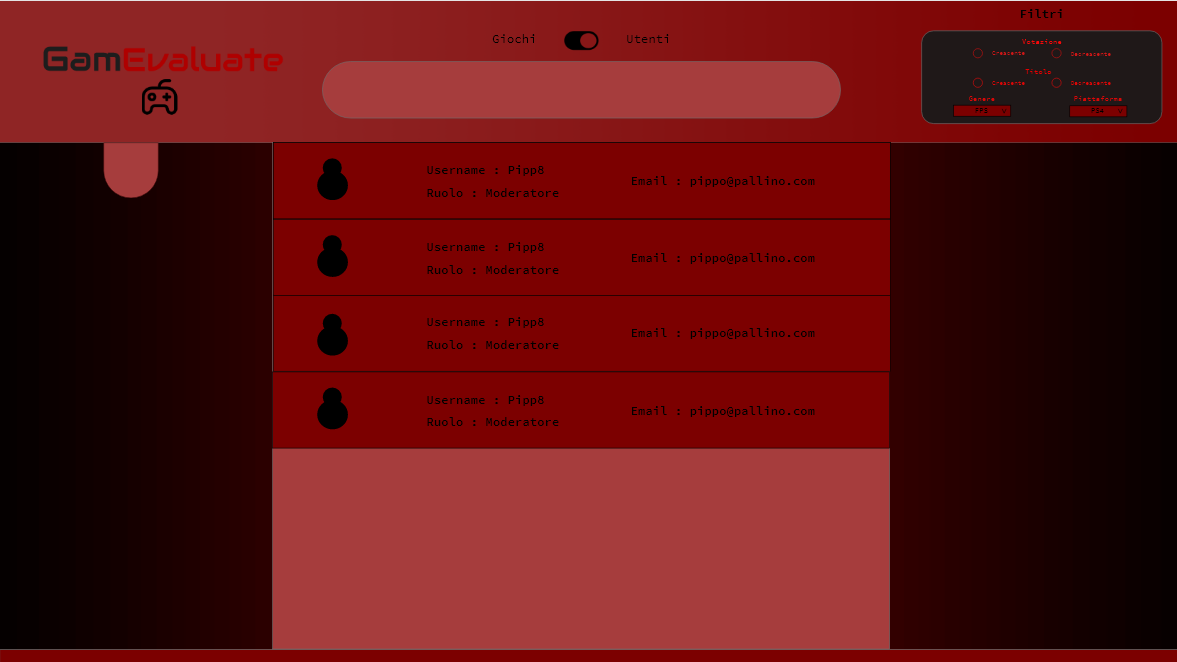 Filtri
Giochi Utenti
GamEvaluate
Votazione
Crescente Decrescente
Titolo
Crescente Decrescente
Genere Piattaforma
FPS PS4
Username : Pipp8
Ruolo : Moderatore
Email : pippo@pallino.com
Username : Pipp8
Ruolo : Moderatore
Email : pippo@pallino.com
Username : Pipp8
Ruolo : Moderatore
Email : pippo@pallino.com
Username : Pipp8
Ruolo : Moderatore
Email : pippo@pallino.com